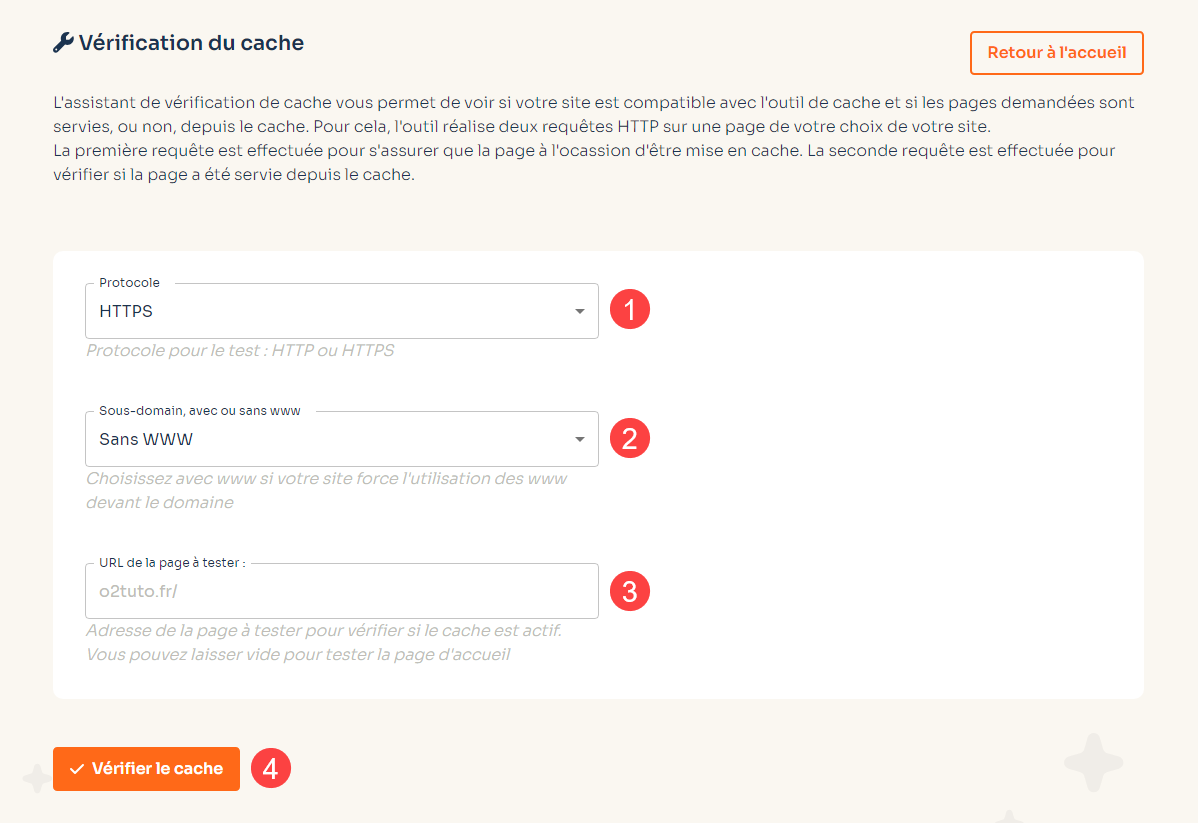 Vérification du cache
Retour à l'accueil
L'assistant de vérification de cache vous permet de voir si votre site est compatible avec l'outil de cache et si les pages demandées sont
servies, ou non, depuis le cache. Pour cela, l'outil réalise deux requêtes HTTP sur une page de votre choix de votre site.
La première requête est effectuée pour s'assurer que la page à l'ocassion d'être mise en cache. La seconde requête est effectuée pour
vérifier si la page a été servie depuis le cache.
Protocole
HTTPS
1
Protocole pour le test : HTTP ou HTTPS
Sous-domain, avec ou sans www
Sans WWW
2
Choisissez avec www si votre site force l'utilisation des www
devant le domaine
URL de la page à tester :
o2tuto.fr/
3
Adresse de la page à tester pour vérifier si le cache est actif.
Vous pouvez laisser vide pour tester la page d'accueil
Vérifier le cache
4